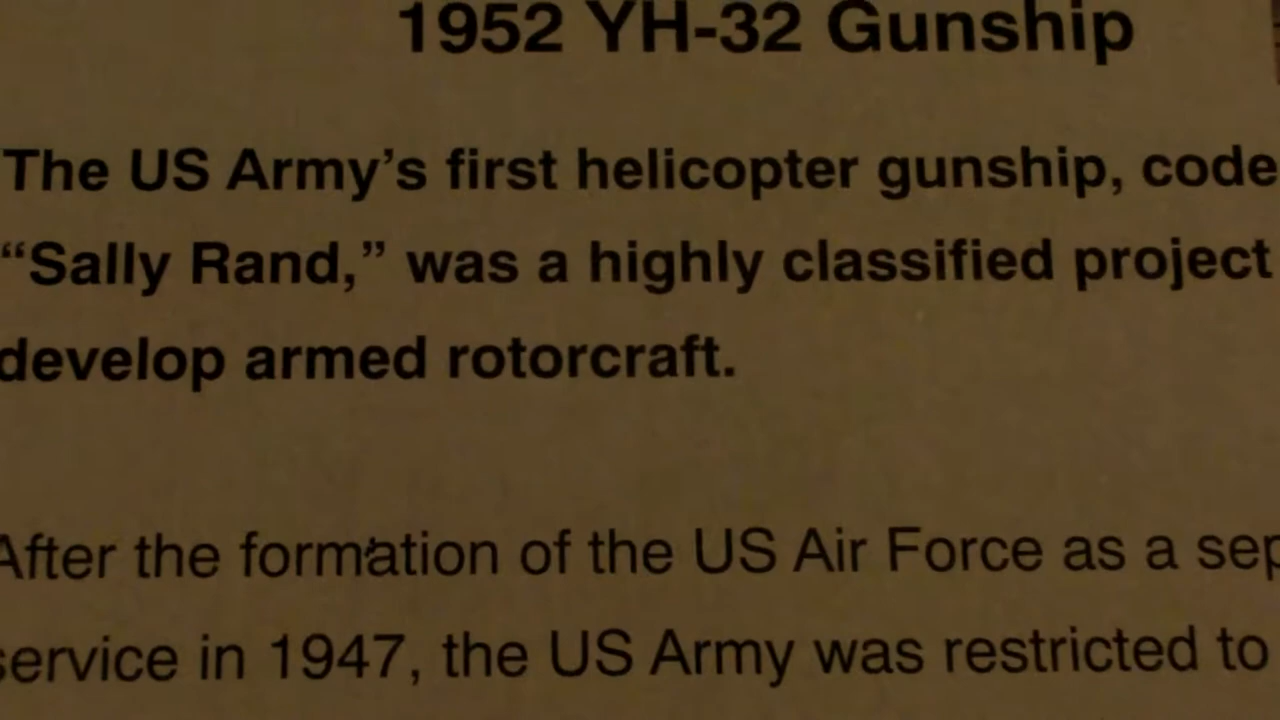 1952 YH-32 Gunship
The US Army’s first helicopter gunship, code
“Sally Rand,” was a highly classified project
develop armed rotorcraft.
After the formation of the US Air Force as a sep
service in 1947, the US Army was restricted to